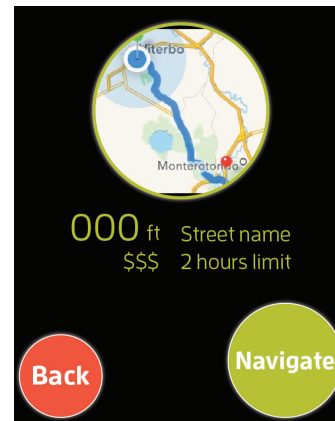 Viterbo
Monterotondo
000 ft Street name
$$$ 2 hours limit
Back
Navigate